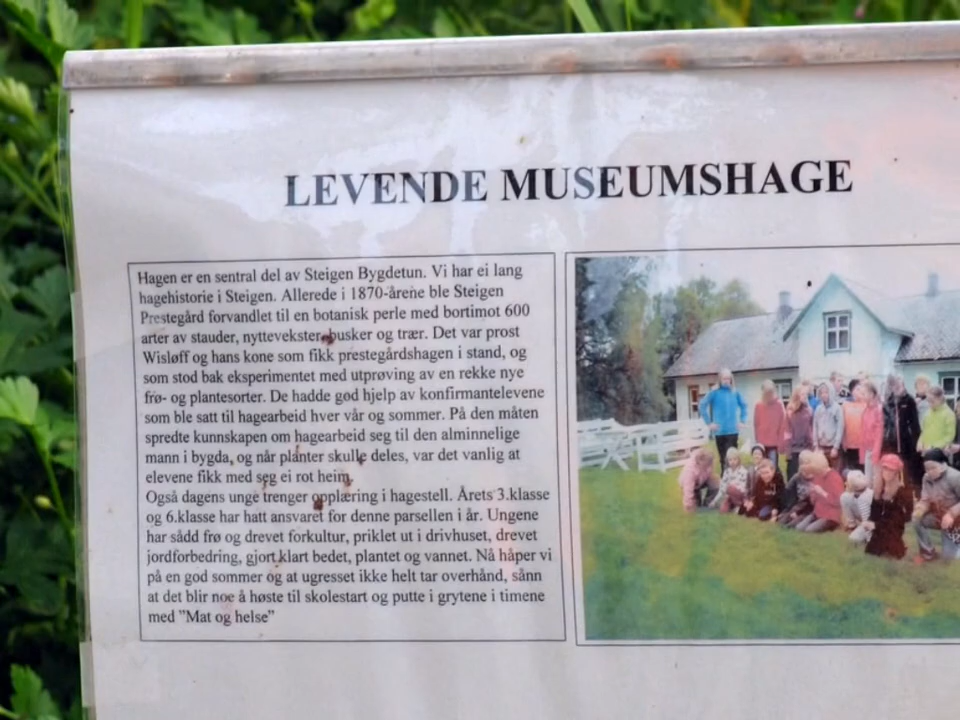 LEVENDE MUSEUMSHAGE
Hagen er en sentral del av Steigen Bygdetun. Vi har ei lang
hagehistorie i Steigen. Allerede i 1870-årene ble Steigen
Prestegård forvandlet til en botanisk perle med bortimot 600
arter av stauder, nyttevekster, busker og trær. Det var prost
Wisløff og hans kone som fikk prestegårdshagen i stand, og
som stod bak eksperimentet med utprøving av en rekke nye
frø- og plantesorter. De hadde god hjelp av konfirmantelevene
som ble satt til hagearbeid hver vår og sommer. På den måten
spredte kunnskapen om hagearbeid seg til den alminnelige
mann i bygda, og når planter skulle deles, var det vanlig at
elevene fikk med seg ei rot heim.
Også dagens unge trenger opplæring i hagestell. Årets 3.klasse
og 6.klasse har hatt ansvaret for denne parsellen i år. Ungene
har sådd frø og drevet forkultur, priklet ut i drivhuset, drevet
jordforbedring, gjort klart bedet, plantet og vannet. Nå håper vi
på en god sommer og at ugresset ikke helt tar overhånd, sånn
at det blir noe å høste til skolestart og putte i grytene i timene
med "Mat og helse"